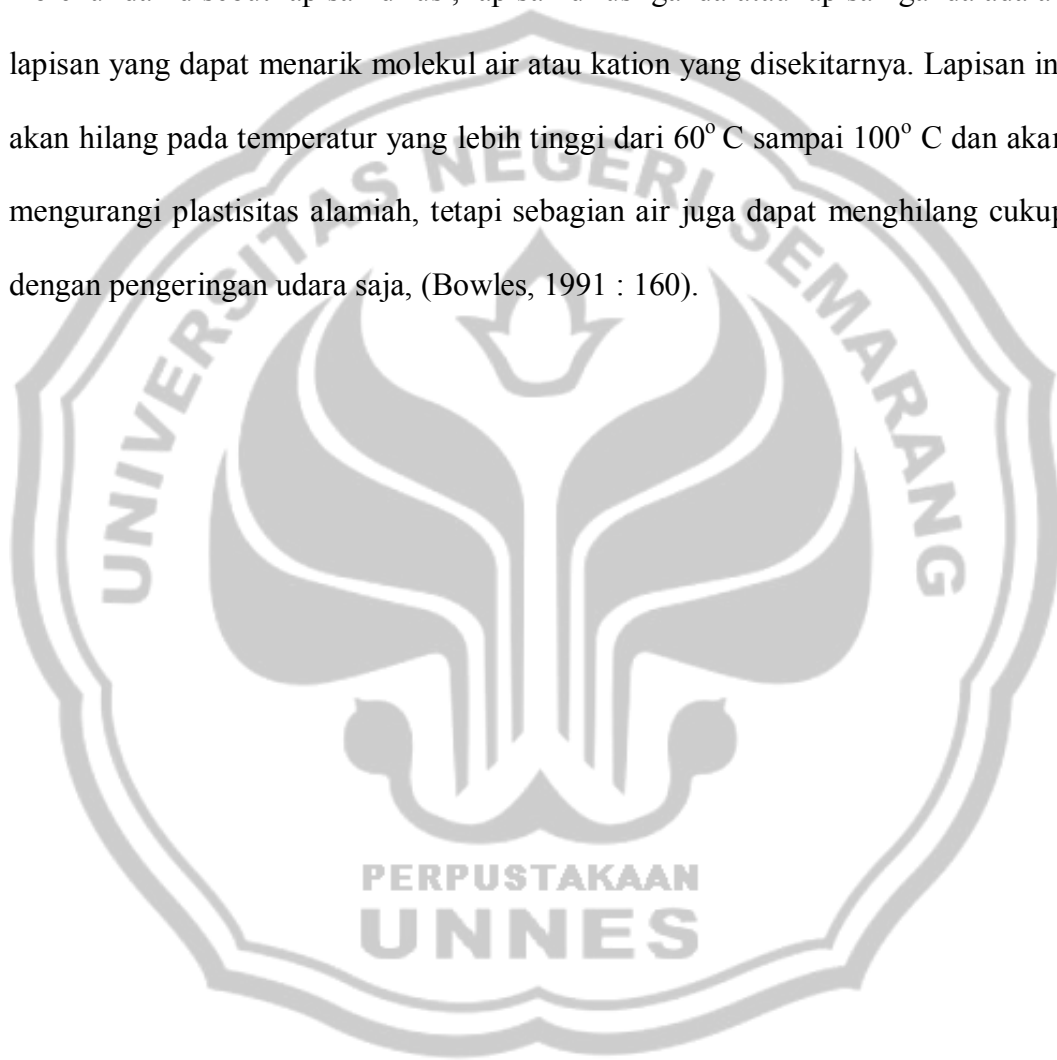 lapisan yang dapat menarik molekul air atau kation yang disekitarnya. Lapisan in
akan hilang pada temperatur yang lebih tinggi dari 60° C sampai 100° C dan akan
mengurangi plastisitas alamiah, tetapi sebagian air juga dapat menghilang cukup
dengan pengeringan udara saja, (Bowles, 1991 : 160).
UNIVERSITAS NEGERI SEMARANG
PERPUSTAKAAN
UNNES